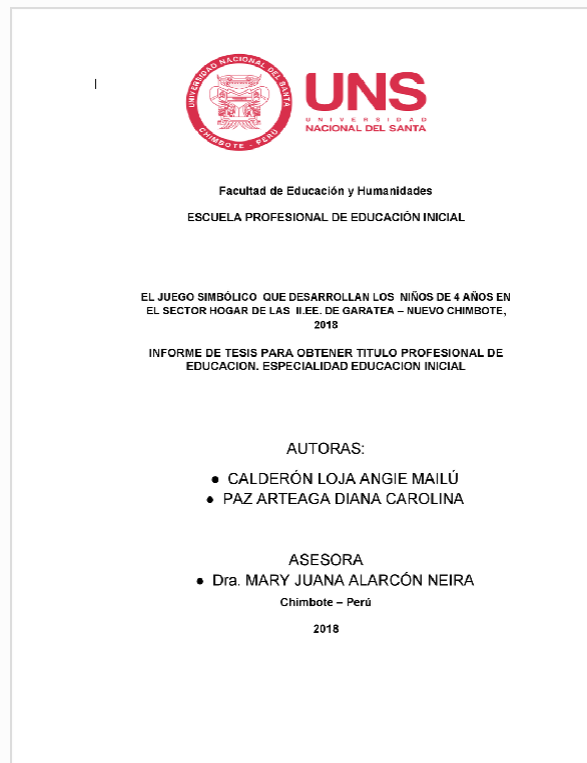 UNIVERSIDAD NACIONAL DEL SANTA
CHIMBOTE - PERÚ
UNS
UNIVERSIDAD
NACIONAL DEL SANTA
Facultad de Educación y Humanidades
ESCUELA PROFESIONAL DE EDUCACIÓN INICIAL
EL JUEGO SIMBÓLICO QUE DESARROLLAN LOS NIÑOS DE 4 AÑOS EN
EL SECTOR HOGAR DE LAS II.EE. DE GARATEA – NUEVO CHIMBOTE,
2018
INFORME DE TESIS PARA OBTENER TITULO PROFESIONAL DE
EDUCACION. ESPECIALIDAD EDUCACION INICIAL
AUTORAS:
● CALDERÓN LOJA ANGIE MAILÚ
● PAZ ARTEAGA DIANA CAROLINA
ASESORA
● Dra. MARY JUANA ALARCÓN NEIRA
Chimbote – Perú
2018